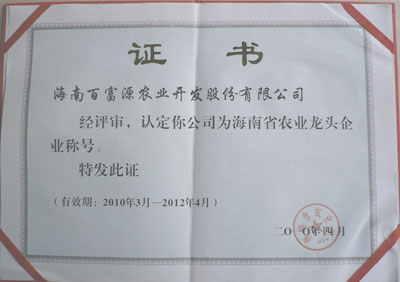 证 书
海南百富源农业开发股份有限公司
经评审，认定你公司为海南省农业龙头企
业称号。
特发此证
（有效期：2010年3月—2012年4月）
二〇一〇年四月